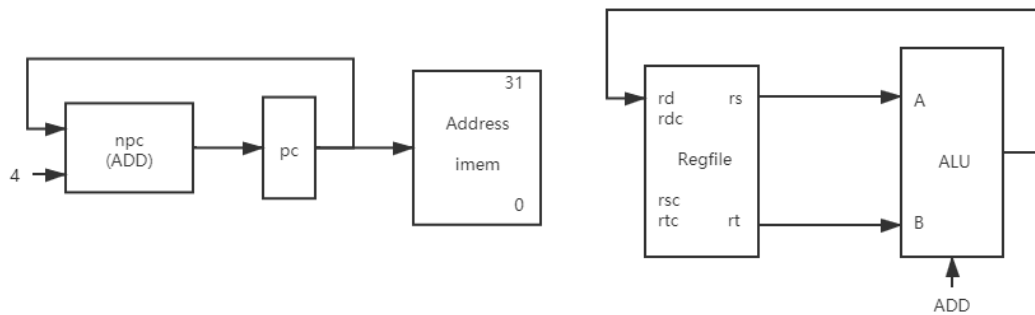 npc
(ADD)
4
pc
31
Address
imem
0
rd rs
rdc
Regfile
rsc
rtc rt
A
ALU
B
ADD